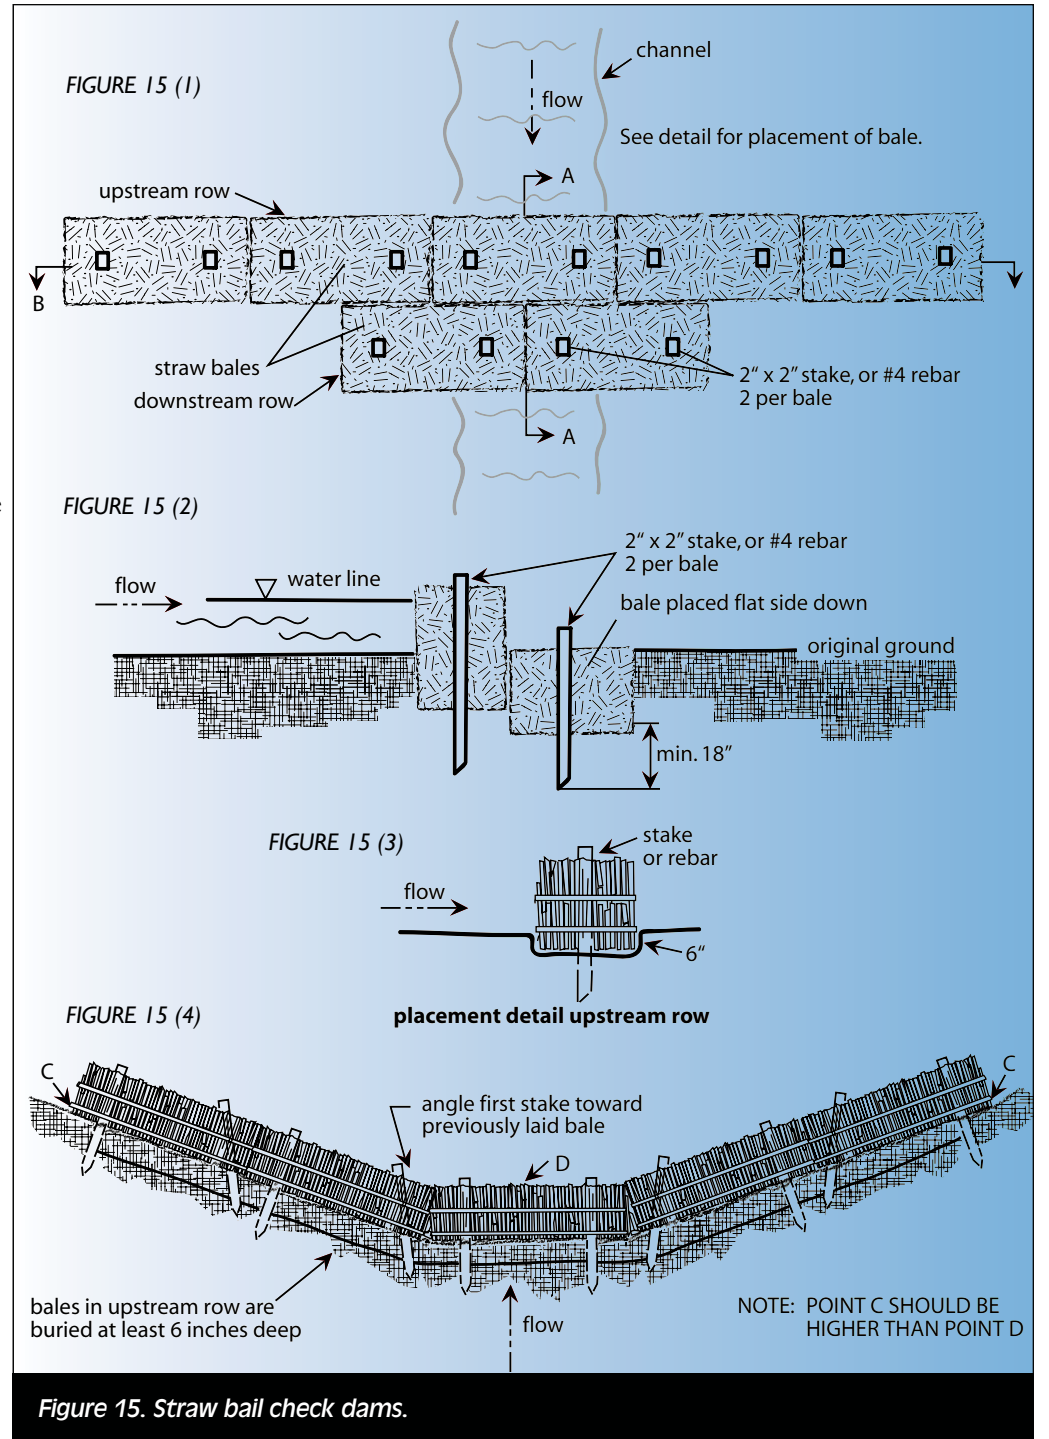 FIGURE 15 (1)
channel
flow
See detail for placement of bale.
A
upstream row
B
straw bales
downstream row
2“ x 2” stake, or #4 rebar
2 per bale
A
FIGURE 15 (2)
2“ x 2” stake, or #4 rebar
2 per bale
flow
water line
bale placed flat side down
original ground
min. 18”
FIGURE 15 (3)
stake
or rebar
flow
6“
placement detail upstream row
FIGURE 15 (4)
C
C
angle first stake toward
previously laid bale
D
bales in upstream row are
buried at least 6 inches deep
flow
NOTE: POINT C SHOULD BE
HIGHER THAN POINT D
Figure 15. Straw bail check dams.